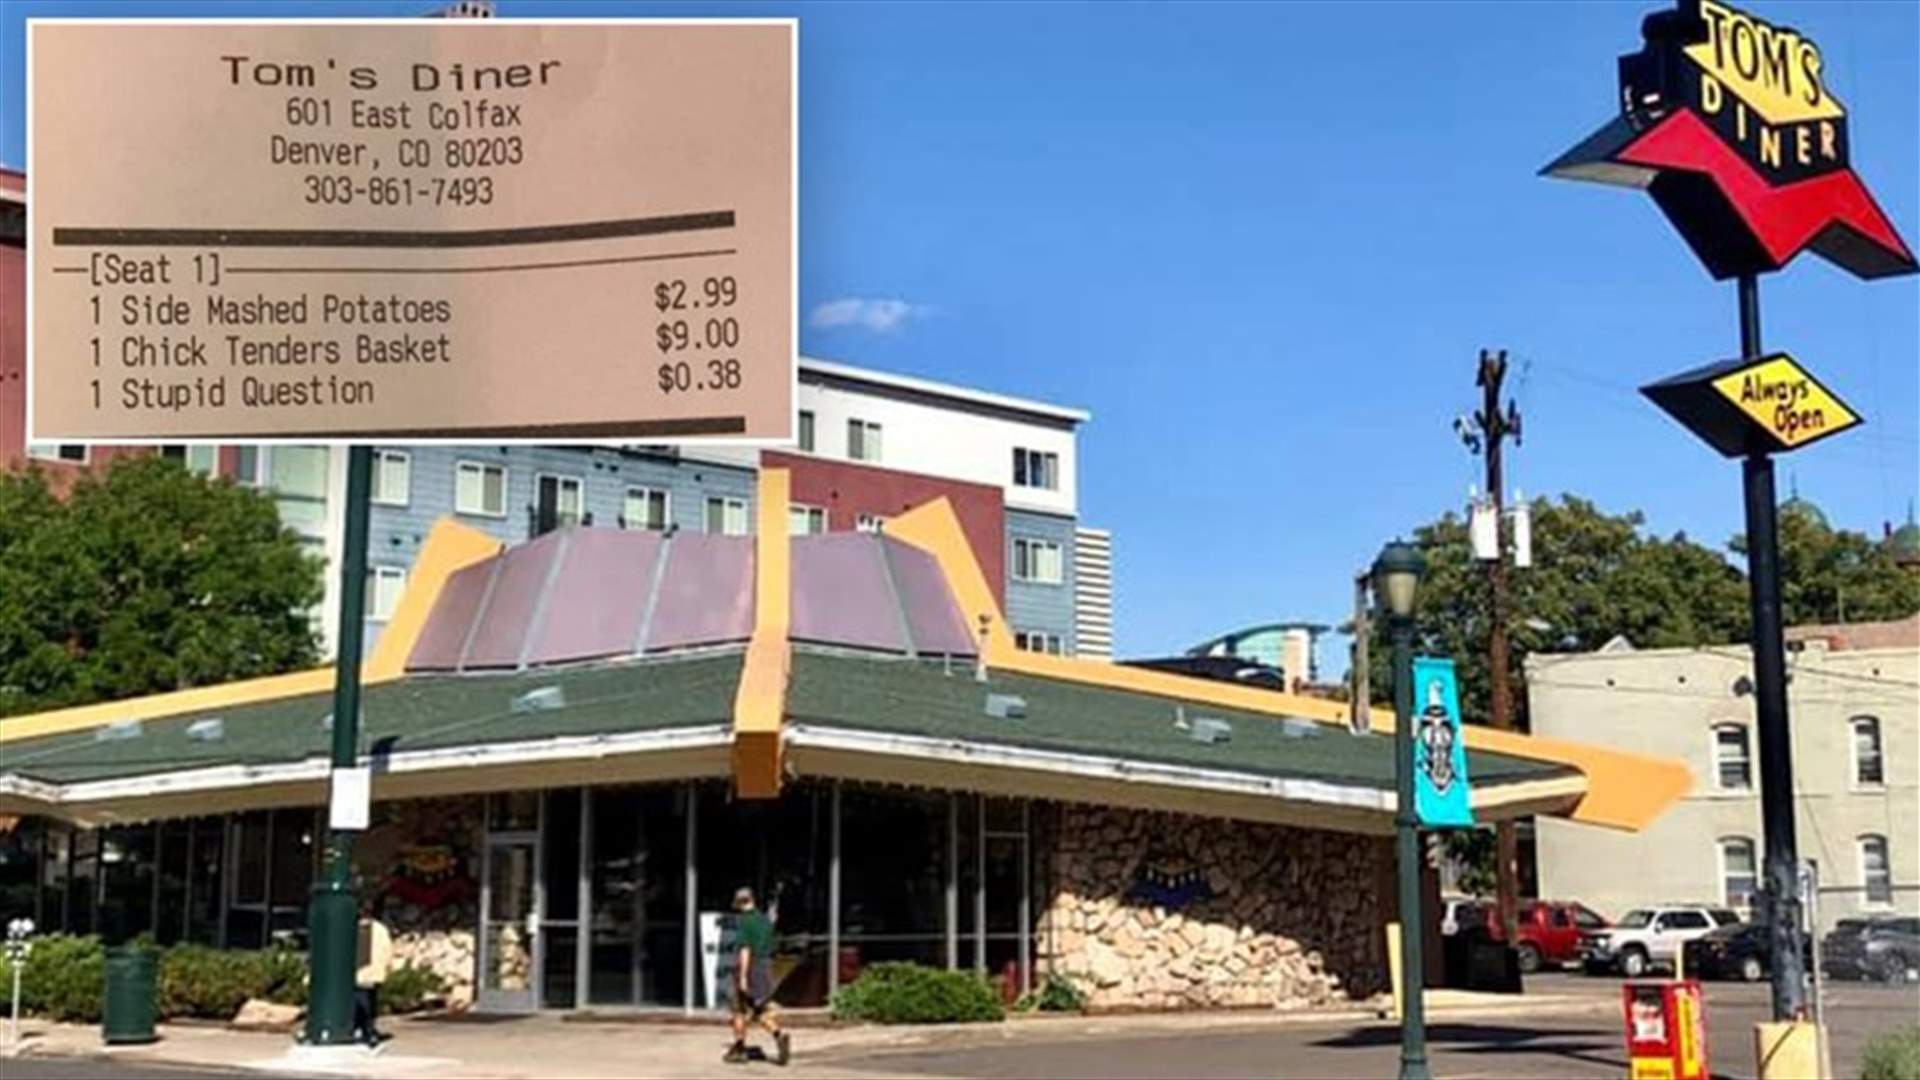 Tom's Diner
601 East Colfax
Denver, CO 80203
303-861-7493
[Seat 1]
1 Side Mashed Potatoes $2.99
1 Chick Tenders Basket $9.00
1 Stupid Question $0.38
TOM'S
DINER
Always
Open